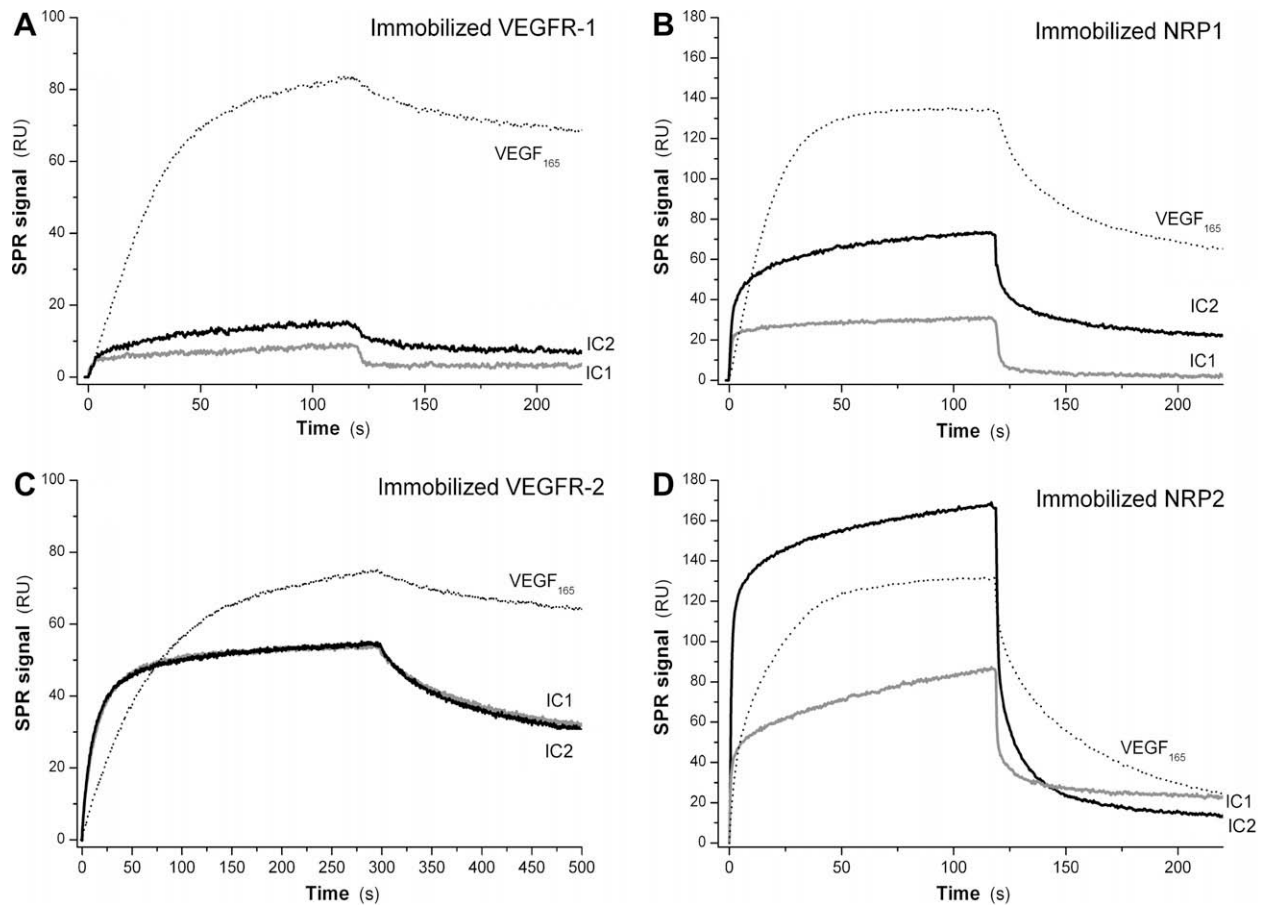 A
Immobilized VEGFR-1
100
80
60
40
20
0
SPR signal (RU)
VEGF165
IC2
IC1
0 50 100 150 200
Time (s)
B
Immobilized NRP1
180
160
140
120
100
80
60
40
20
0
SPR signal (RU)
VEGF165
IC2
IC1
0 50 100 150 200
Time (s)
C
Immobilized VEGFR-2
100
80
60
40
20
0
SPR signal (RU)
VEGF165
IC1
IC2
0 50 100 150 200 250 300 350 400 450 500
Time (s)
D
Immobilized NRP2
180
160
140
120
100
80
60
40
20
0
SPR signal (RU)
VEGF165
IC1
IC2
0 50 100 150 200
Time (s)